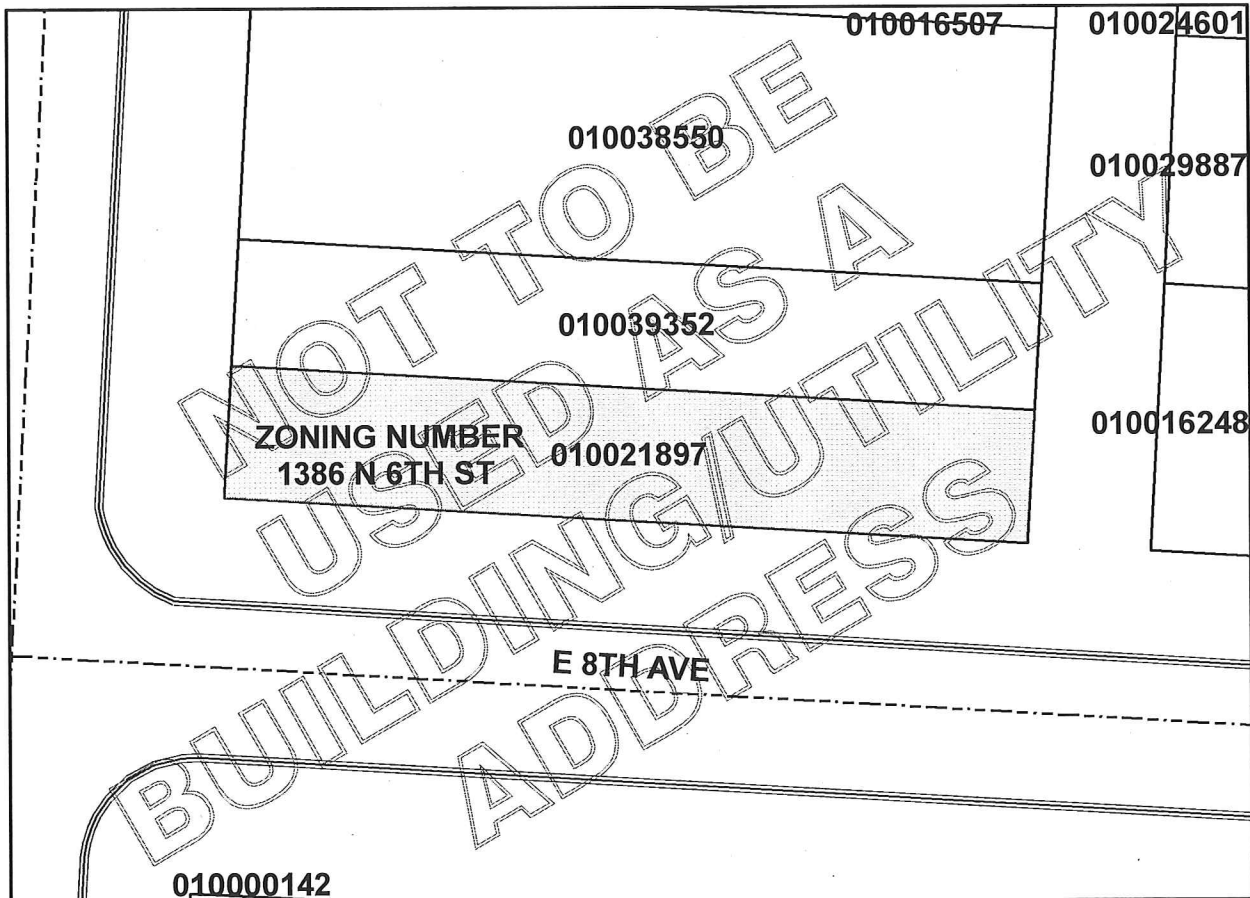 010016507
010024601
010038550
010029887
010039352
ZONING NUMBER
1386 N 6TH ST
010021897
010016248
E 8TH AVE
010000142
NOT TO BE
USED AS A
BUILDING/UTILITY
ADDRESS